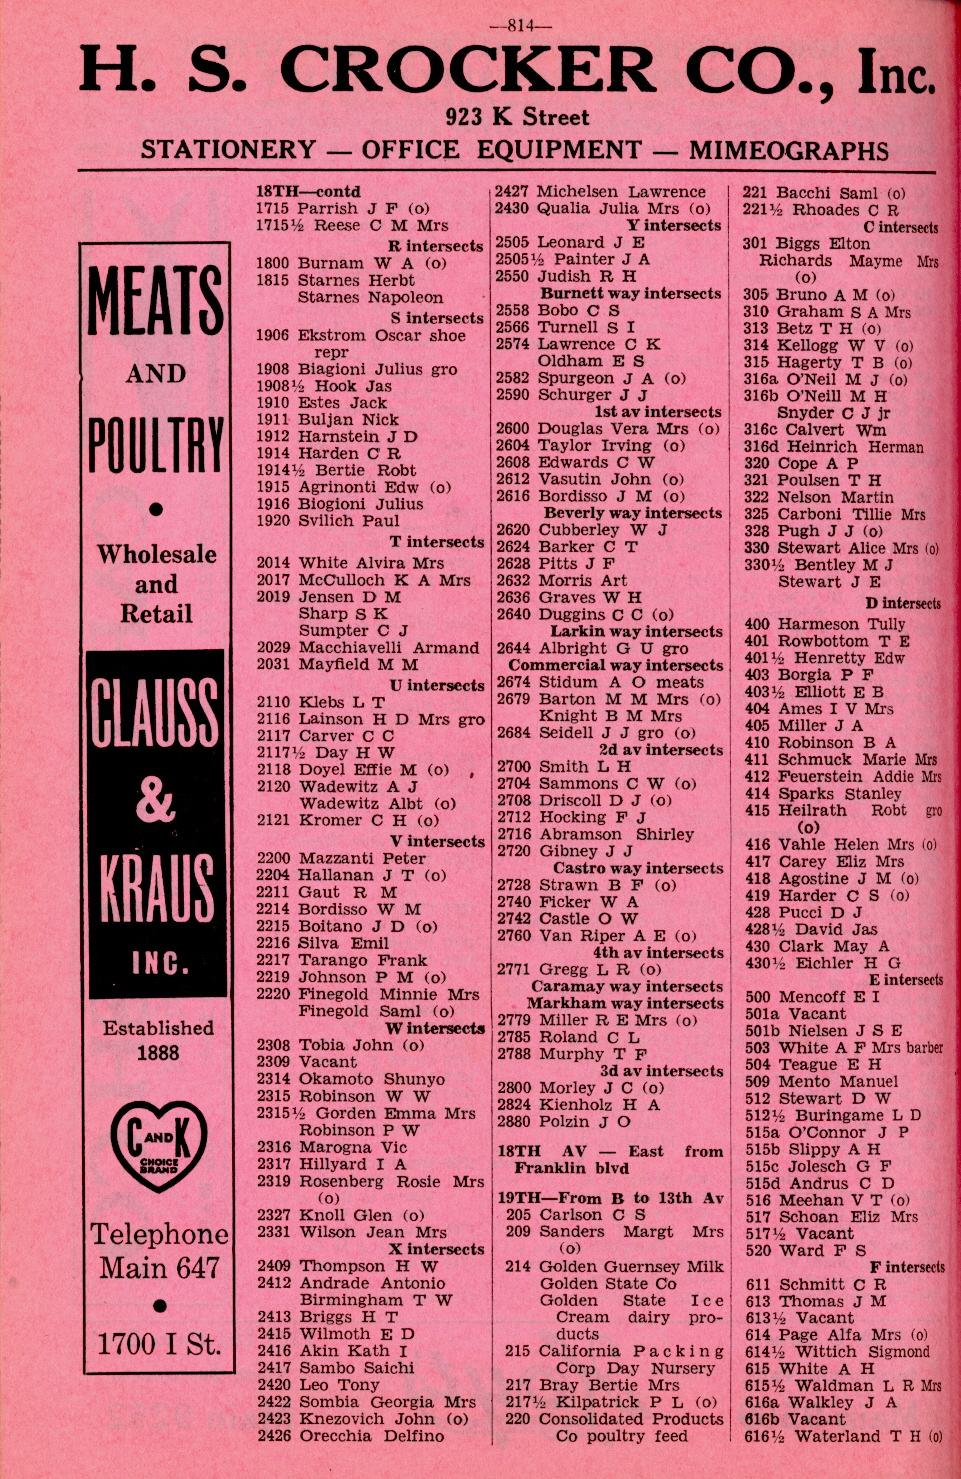 —814—
H. S. CROCKER CO., Inc.
923 K Street
STATIONERY — OFFICE EQUIPMENT — MIMEOGRAPHS
MEATS
AND
POULTRY
•
Wholesale
and
Retail
CLAUSS
&
KRAUS
INC.
Established
1888
C AND K
CHOICE
BRAND
Telephone
Main 647
•
1700 I St.
18TH—contd
1715 Parrish J F (o)
1715½ Reese C M Mrs
R intersects
1800 Burnam W A (o)
1815 Starnes Herbt
Starnes Napoleon
S intersects
1906 Ekstrom Oscar shoe
repr
1908 Biagioni Julius gro
1908½ Hook Jas
1910 Estes Jack
1911 Buljan Nick
1912 Harnstein J D
1914 Harden C R
1914½ Bertie Robt
1915 Agrinonti Edw (o)
1916 Biogioni Julius
1920 Svilich Paul
T intersects
2014 White Alvira Mrs
2017 McCulloch K A Mrs
2019 Jensen D M
Sharp S K
Sumpter C J
2029 Macchiavelli Armand
2031 Mayfield M M
U intersects
2110 Klebs L T
2116 Lainson H D Mrs gro
2117 Carver C C
2117½ Day H W
2118 Doyel Effie M (o)
2120 Wadewitz A J
Wadewitz Albt (o)
2121 Kromer C H (o)
V intersects
2200 Mazzanti Peter
2204 Hallanan J T (o)
2211 Gaut R M
2214 Bordisso W M
2215 Boitano J D (o)
2216 Silva Emil
2217 Tarango Frank
2219 Johnson P M (o)
2220 Finegold Minnie Mrs
Finegold Saml (o)
W intersects
2308 Tobia John (o)
2309 Vacant
2314 Okamoto Shunyo
2315 Robinson W W
2315½ Gorden Emma Mrs
Robinson P W
2316 Marogna Vic
2317 Hillyard I A
2319 Rosenberg Rosie Mrs
(o)
2327 Knoll Glen (o)
2331 Wilson Jean Mrs
X intersects
2409 Thompson H W
2412 Andrade Antonio
Birmingham T W
2413 Briggs H T
2415 Wilmoth E D
2416 Akin Kath I
2417 Sambo Saichi
2420 Leo Tony
2422 Sombia Georgia Mrs
2423 Knezovich John (o)
2426 Orecchia Delfino
2427 Michelsen Lawrence
2430 Qualia Julia Mrs (o)
Y intersects
2505 Leonard J E
2505½ Painter J A
2550 Judish R H
Burnett way intersects
2558 Bobo C S
2566 Turnell S I
2574 Lawrence C K
Oldham E S
2582 Spurgeon J A (o)
2590 Schurger J J
1st av intersects
2600 Douglas Vera Mrs (o)
2604 Taylor Irving (o)
2608 Edwards C W
2612 Vasutin John (o)
2616 Bordisso J M (o)
Beverly way intersects
2620 Cubberley W J
2624 Barker C T
2628 Pitts J F
2632 Morris Art
2636 Graves W H
2640 Duggins C C (o)
Larkin way intersects
2644 Albright G U gro
Commercial way intersects
2674 Stidum A O meats
2679 Barton M M Mrs (o)
Knight B M Mrs
2684 Seidell J J gro (o)
2d av intersects
2700 Smith L H
2704 Sammons C W (o)
2708 Driscoll D J (o)
2712 Hocking F J
2716 Abramson Shirley
2720 Gibney J J
Castro way intersects
2728 Strawn B F (o)
2740 Ficker W A
2742 Castle O W
2760 Van Riper A E (o)
4th av intersects
2771 Gregg L R (o)
Caramay way intersects
Markham way intersects
2779 Miller R E Mrs (o)
2785 Roland C L
2788 Murphy T F
3d av intersects
2800 Morley J C (o)
2824 Kienholz H A
2880 Polzin J O
18TH AV — East from
Franklin blvd
19TH—From B to 13th Av
205 Carlson C S
209 Sanders Margt Mrs
(o)
214 Golden Guernsey Milk
Golden State Co
Golden State Ice
Cream dairy pro-
ducts
215 California Packing
Corp Day Nursery
217 Bray Bertie Mrs
217½ Kilpatrick P L (o)
220 Consolidated Products
Co poultry feed
221 Bacchi Saml (o)
221½ Rhoades C R
C intersects
301 Biggs Elton
Richards Mayme Mrs
(o)
305 Bruno A M (o)
310 Graham S A Mrs
313 Betz T H (o)
314 Kellogg W V (o)
315 Hagerty T B (o)
316a O'Neil M J (o)
316b O'Neill M H
Snyder C J jr
316c Calvert Wm
316d Heinrich Herman
320 Cope A P
321 Poulsen T H
322 Nelson Martin
325 Carboni Tillie Mrs
328 Pugh J J (o)
330 Stewart Alice Mrs (o)
330½ Bentley M J
Stewart J E
D intersects
400 Harmeson Tully
401 Rowbottom T E
401½ Henretty Edw
403 Borgia P F
403½ Elliott E B
404 Ames I V Mrs
405 Miller J A
410 Robinson B A
411 Schmuck Marie Mrs
412 Feuerstein Addie Mrs
414 Sparks Stanley
415 Heilrath Robt gro
(o)
416 Vahle Helen Mrs (o)
417 Carey Eliz Mrs
418 Agostine J M (o)
419 Harder C S (o)
428 Pucci D J
428½ David Jas
430 Clark May A
430½ Eichler H G
E intersects
500 Mencoff E I
501a Vacant
501b Nielsen J S E
503 White A F Mrs barber
504 Teague E H
509 Mento Manuel
512 Stewart D W
512½ Buringame L D
515a O'Connor J P
515b Slippy A H
515c Jolesch G F
515d Andrus C D
516 Meehan V T (o)
517 Schoan Eliz Mrs
517½ Vacant
520 Ward F S
F intersects
611 Schmitt C R
613 Thomas J M
613½ Vacant
614 Page Alfa Mrs (o)
614½ Wittich Sigmond
615 White A H
615½ Waldman L R Mrs
616a Walkley J A
616b Vacant
616½ Waterland T H (o)